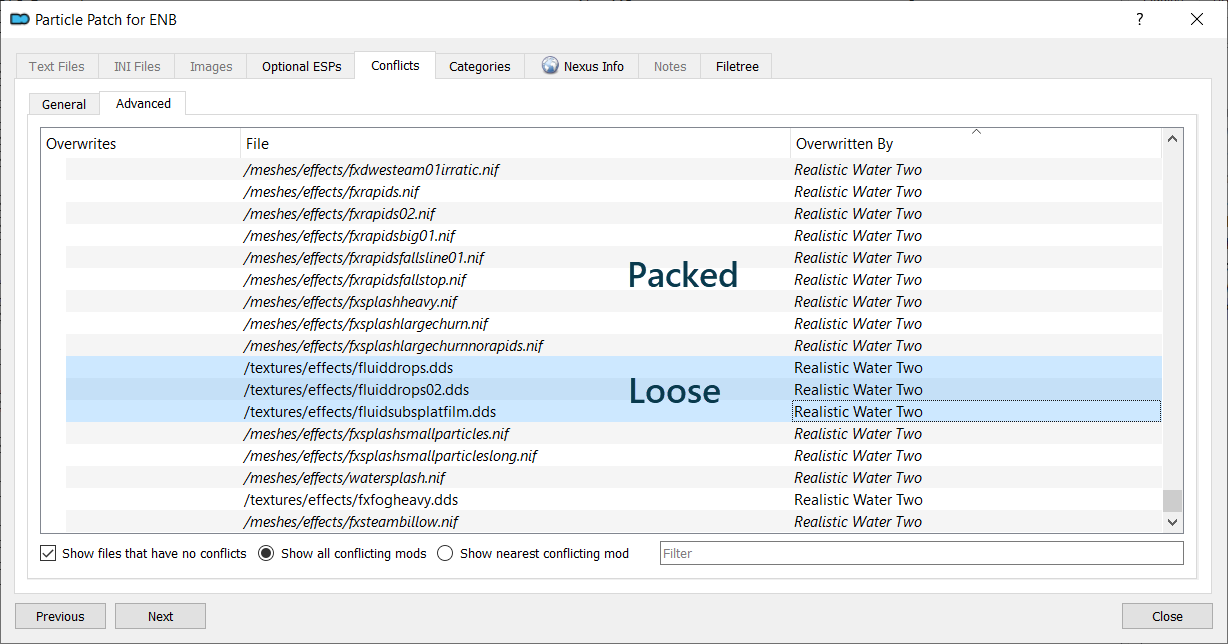 Particle Patch for ENB ?
Text Files INI Files Images Optional ESPs Conflicts Categories Nexus Info Notes Filetree
General Advanced
Overwrites File Overwritten By
/meshes/effects/fxdwesteam01irratic.nif Realistic Water Two
/meshes/effects/fxrapids.nif Realistic Water Two
/meshes/effects/fxrapids02.nif Realistic Water Two
/meshes/effects/fxrapidsbig01.nif Realistic Water Two
/meshes/effects/fxrapidsfallsline01.nif Realistic Water Two
Packed
/meshes/effects/fxrapidsfallstop.nif Realistic Water Two
/meshes/effects/fxsplashheavy.nif Realistic Water Two
/meshes/effects/fxsplashlargechurn.nif Realistic Water Two
/meshes/effects/fxsplashlargechurnnorapids.nif Realistic Water Two
/textures/effects/fluiddrops.dds Realistic Water Two
/textures/effects/fluiddrops02.dds Realistic Water Two
Loose
/textures/effects/fluidsubsplatfilm.dds Realistic Water Two
/meshes/effects/fxsplashsmallparticles.nif Realistic Water Two
/meshes/effects/fxsplashsmallparticleslong.nif Realistic Water Two
/meshes/effects/watersplash.nif Realistic Water Two
/textures/effects/fxfogheavy.dds Realistic Water Two
/meshes/effects/fxsteambillow.nif Realistic Water Two
Show files that have no conflicts Show all conflicting mods Show nearest conflicting mod Filter
Previous Next Close